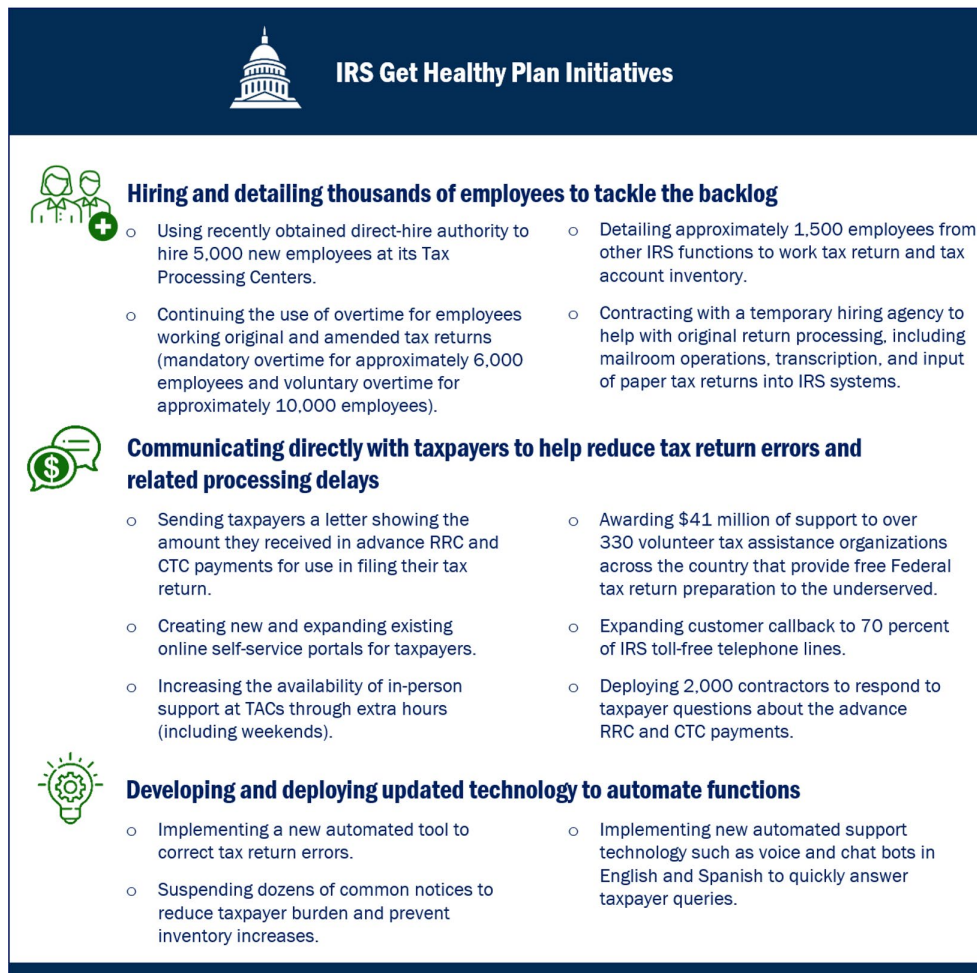 IRS Get Healthy Plan Initiatives
Hiring and detailing thousands of employees to tackle the backlog
o Using recently obtained direct-hire authority to
hire 5,000 new employees at its Tax
Processing Centers.
o Continuing the use of overtime for employees
working original and amended tax returns
(mandatory overtime for approximately 6,000
employees and voluntary overtime for
approximately 10,000 employees).
o Detailing approximately 1,500 employees from
other IRS functions to work tax return and tax
account inventory.
o Contracting with a temporary hiring agency to
help with original return processing, including
mailroom operations, transcription, and input
of paper tax returns into IRS systems.
$
Communicating directly with taxpayers to help reduce tax return errors and
related processing delays
o Sending taxpayers a letter showing the
amount they received in advance RRC and
CTC payments for use in filing their tax
return.
o Creating new and expanding existing
online self-service portals for taxpayers.
o Increasing the availability of in-person
support at TACs through extra hours
(including weekends).
o Awarding $41 million of support to over
330 volunteer tax assistance organizations
across the country that provide free Federal
tax return preparation to the underserved.
o Expanding customer callback to 70 percent
of IRS toll-free telephone lines.
o Deploying 2,000 contractors to respond to
taxpayer questions about the advance
RRC and CTC payments.
Developing and deploying updated technology to automate functions
o Implementing a new automated tool to
correct tax return errors.
o Suspending dozens of common notices to
reduce taxpayer burden and prevent
inventory increases.
o Implementing new automated support
technology such as voice and chat bots in
English and Spanish to quickly answer
taxpayer queries.